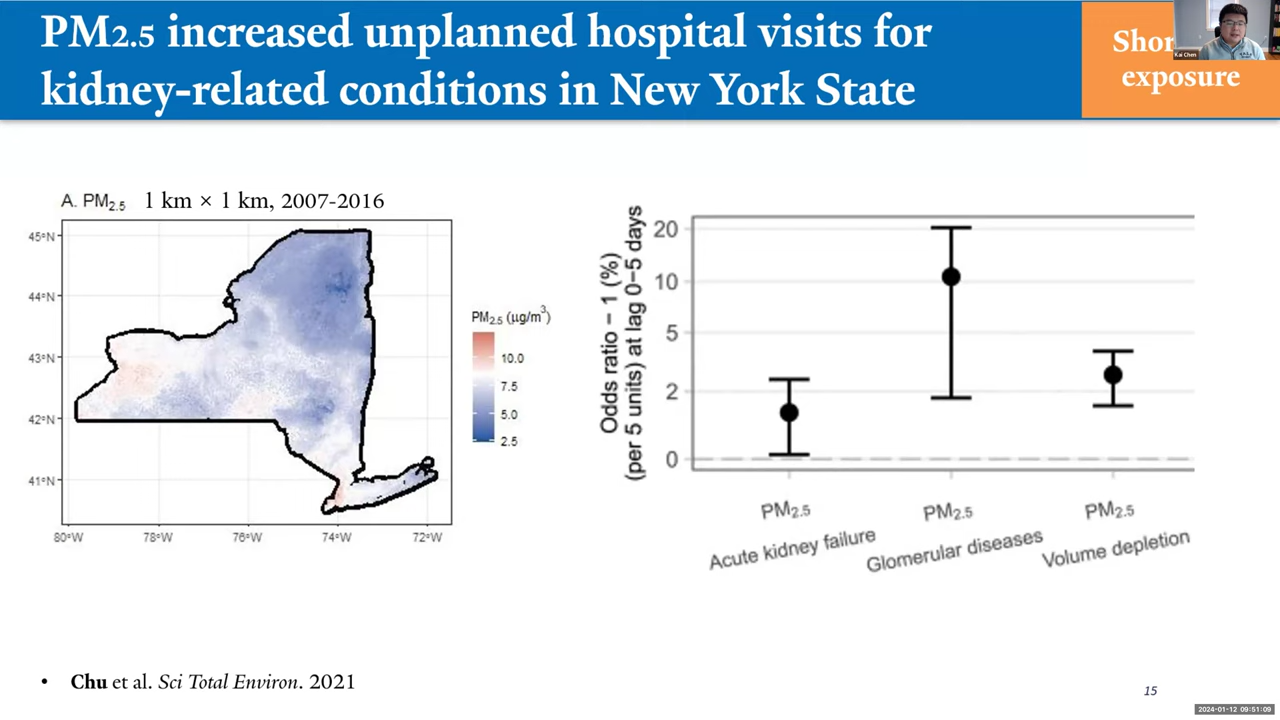 PM2.5 increased unplanned hospital visits for
kidney-related conditions in New York State
exposure
Kai Chen
A. PM2.5 1 km × 1 km, 2007-2016
45°N
44°N
43°N
42°N
41°N
80°W 78°W 76°W 74°W 72°W
PM2.5 (μg/m³)
10.0
7.5
5.0
2.5
Odds ratio − 1 (%)
(per 5 units) at lag 0−5 days
20
10
5
2
0
PM2.5 PM2.5 PM2.5
Acute kidney failure Glomerular diseases Volume depletion
• Chu et al. Sci Total Environ. 2021
15
2024-01-12 09:51:09